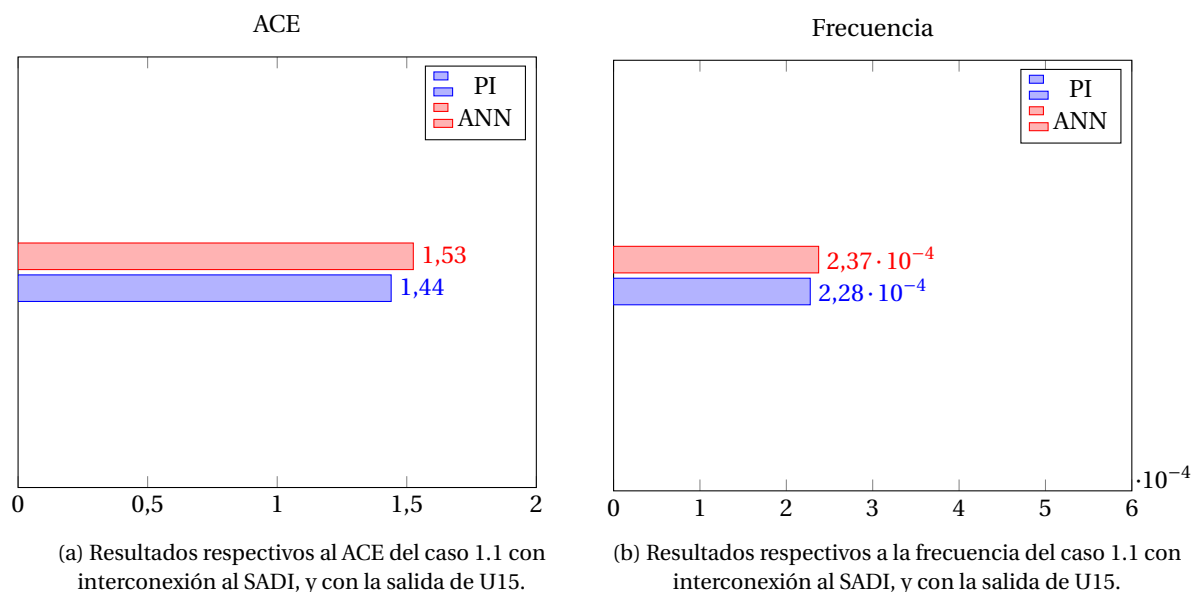 ACE
PI
ANN
1,53
1,44
0 0,5 1 1,5 2
(a) Resultados respectivos al ACE del caso 1.1 con
interconexión al SADI, y con la salida de U15.
Frecuencia
PI
ANN
2,37 · 10⁻⁴
2,28 · 10⁻⁴
0 1 2 3 4 5 6
·10⁻⁴
(b) Resultados respectivos a la frecuencia del caso 1.1 con
interconexión al SADI, y con la salida de U15.